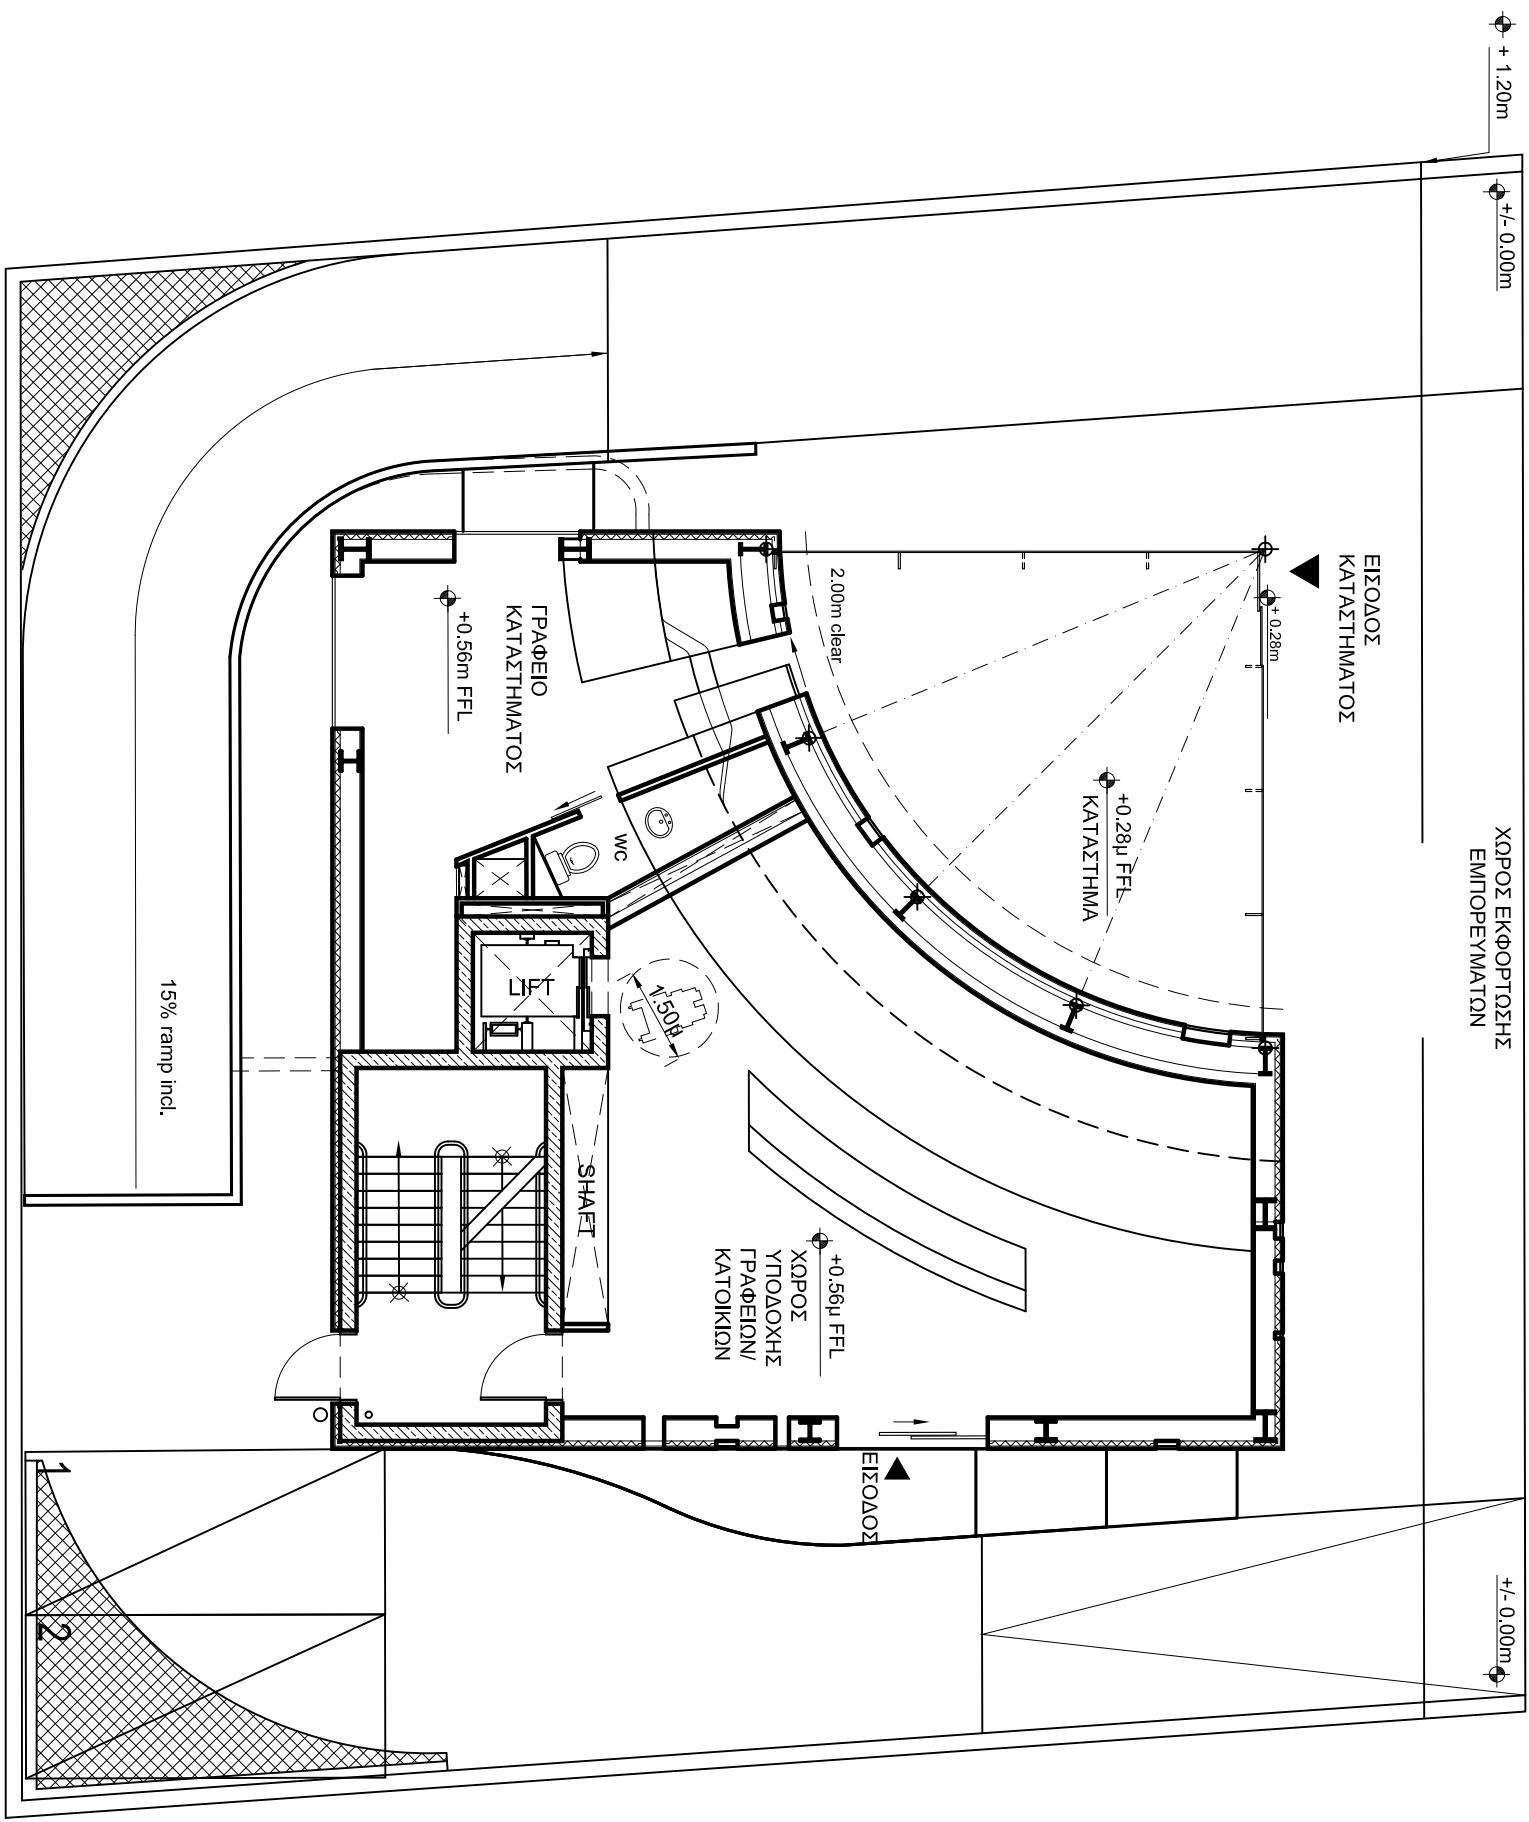 + 1.20m
+/- 0.00m
ΧΩΡΟΣ ΕΚΦΟΡΤΩΣΗΣ
ΕΜΠΟΡΕΥΜΑΤΩΝ
+/- 0.00m
ΕΙΣΟΔΟΣ
ΚΑΤΑΣΤΗΜΑΤΟΣ
+ 0.28m
+0.28μ FFL
ΚΑΤΑΣΤΗΜΑ
2.00m clear
ΓΡΑΦΕΙΟ
ΚΑΤΑΣΤΗΜΑΤΟΣ
+0.56m FFL
WC
LIFT
1.50μ
SHAFT
+0.56μ FFL
ΧΩΡΟΣ
ΥΠΟΔΟΧΗΣ
ΓΡΑΦΕΙΩΝ/
ΚΑΤΟΙΚΙΩΝ
ΕΙΣΟΔΟΣ
15% ramp incl.
1
2